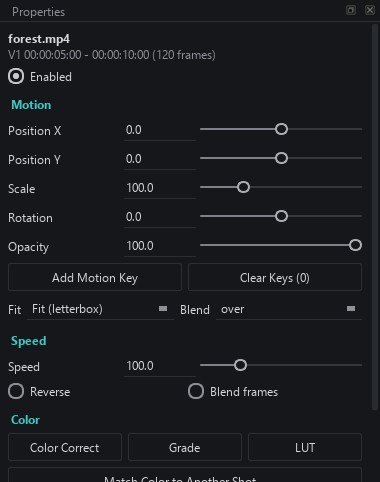 Properties
forest.mp4
V1 00:00:05:00 - 00:00:10:00 (120 frames)
Enabled
Motion
Position X 0.0
Position Y 0.0
Scale 100.0
Rotation 0.0
Opacity 100.0
Add Motion Key Clear Keys (0)
Fit Fit (letterbox) Blend over
Speed
Speed 100.0
Reverse Blend frames
Color
Color Correct Grade LUT
Match Color to Another Shot